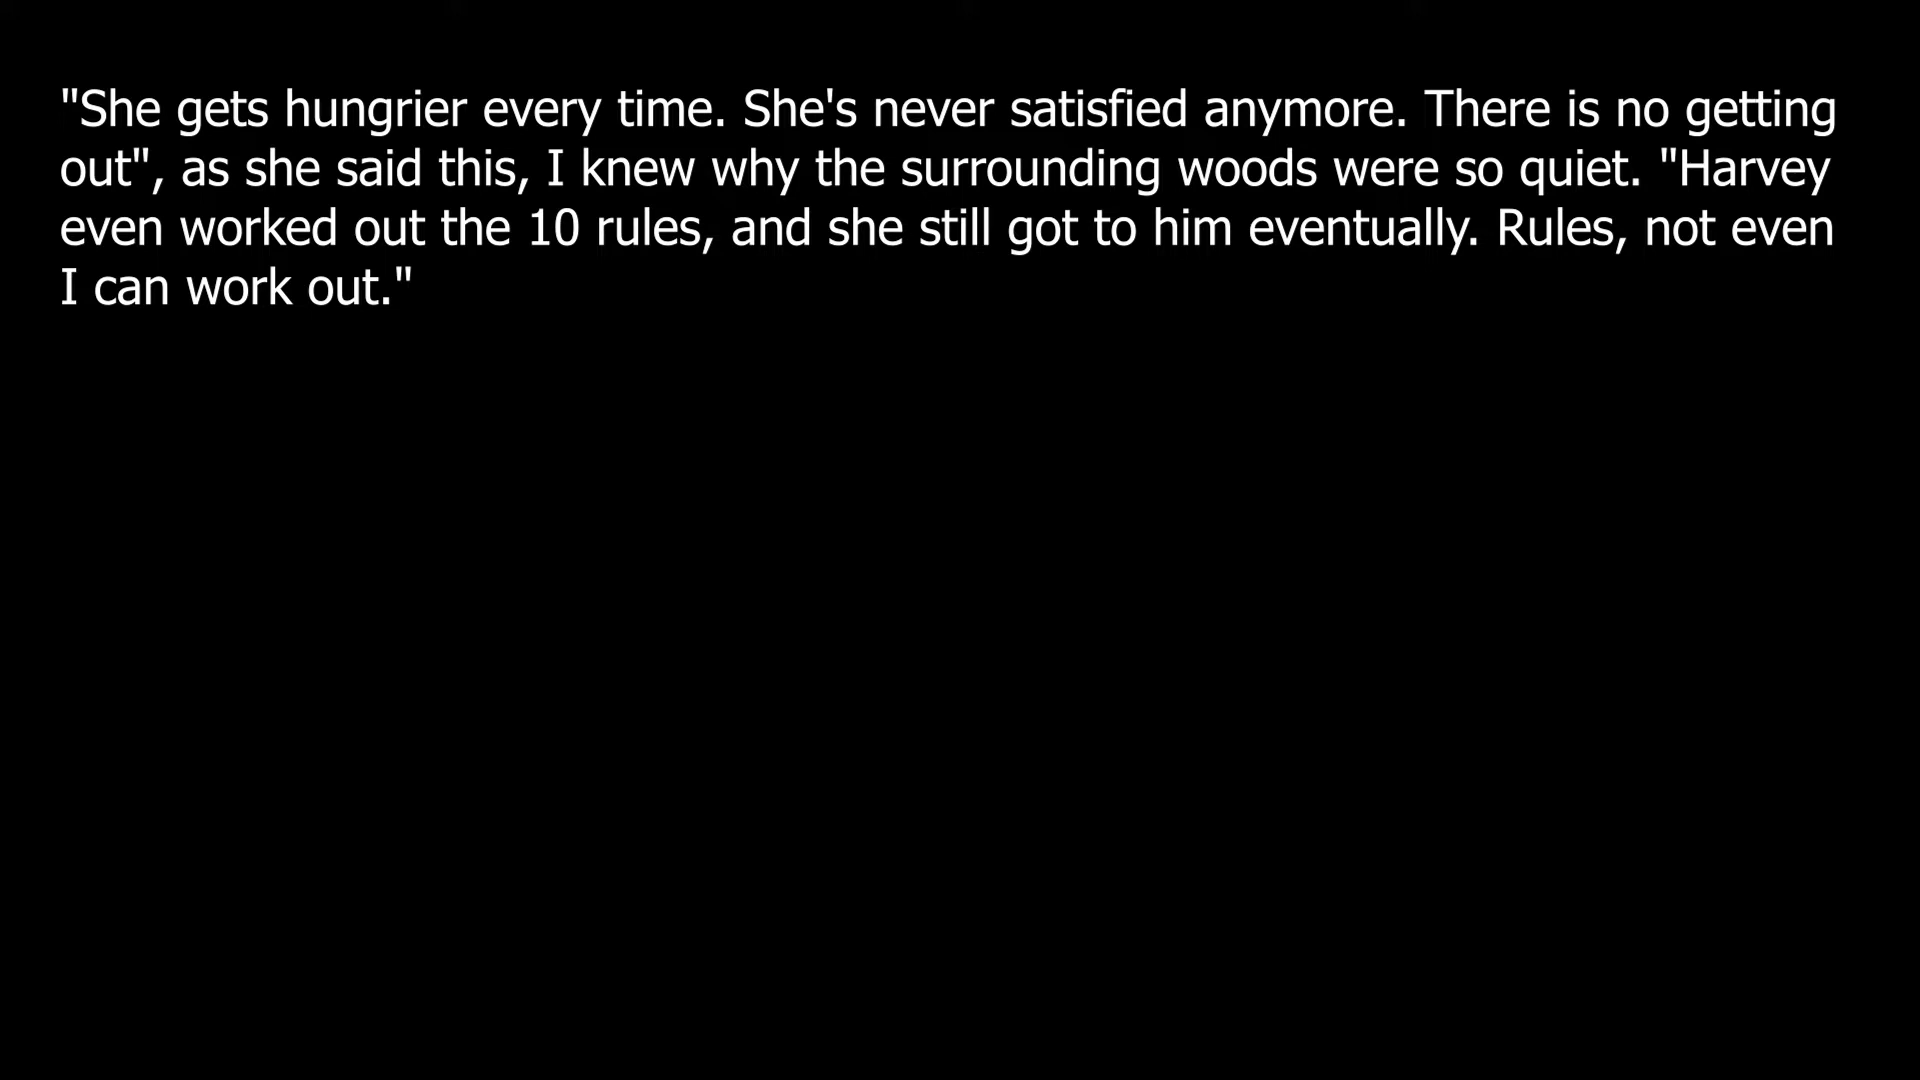 "She gets hungrier every time. She's never satisfied anymore. There is no getting
out", as she said this, I knew why the surrounding woods were so quiet. "Harvey
even worked out the 10 rules, and she still got to him eventually. Rules, not even
I can work out."